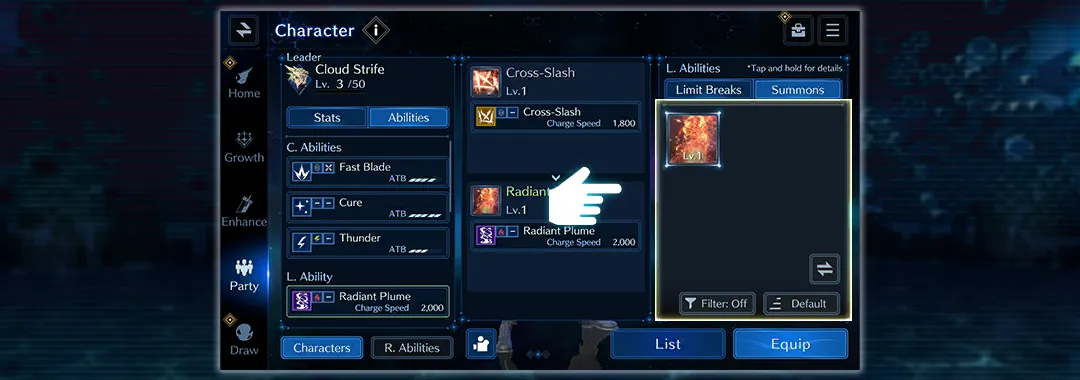 Character
i
Home
Growth
Enhance
Party
Draw
Leader
Cloud Strife
Lv. 3 /50
Stats
Abilities
C. Abilities
Fast Blade
ATB
Cure
ATB
Thunder
ATB
L. Ability
Radiant Plume
Charge Speed 2,000
Characters
R. Abilities
Cross-Slash
Lv.1
Cross-Slash
Charge Speed 1,800
Radiant
Lv.1
Radiant Plume
Charge Speed 2,000
L. Abilities
*Tap and hold for details
Limit Breaks
Summons
Lv.1
Filter: Off
Default
List
Equip